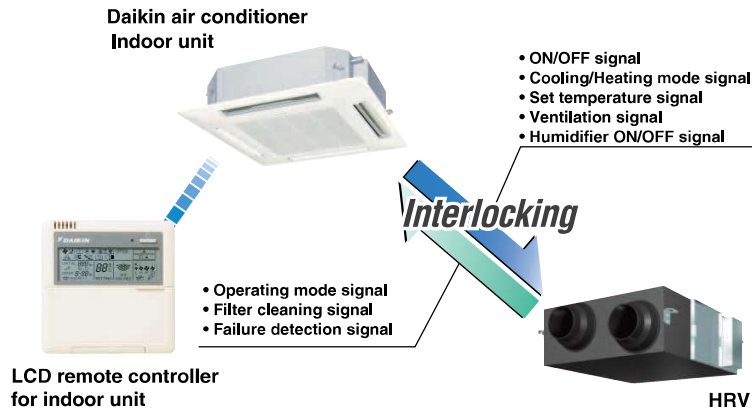 Daikin air conditioner
Indoor unit
• ON/OFF signal
• Cooling/Heating mode signal
• Set temperature signal
• Ventilation signal
• Humidifier ON/OFF signal
Interlocking
DAIKIN
• Operating mode signal
• Filter cleaning signal
• Failure detection signal
LCD remote controller
for indoor unit
HRV